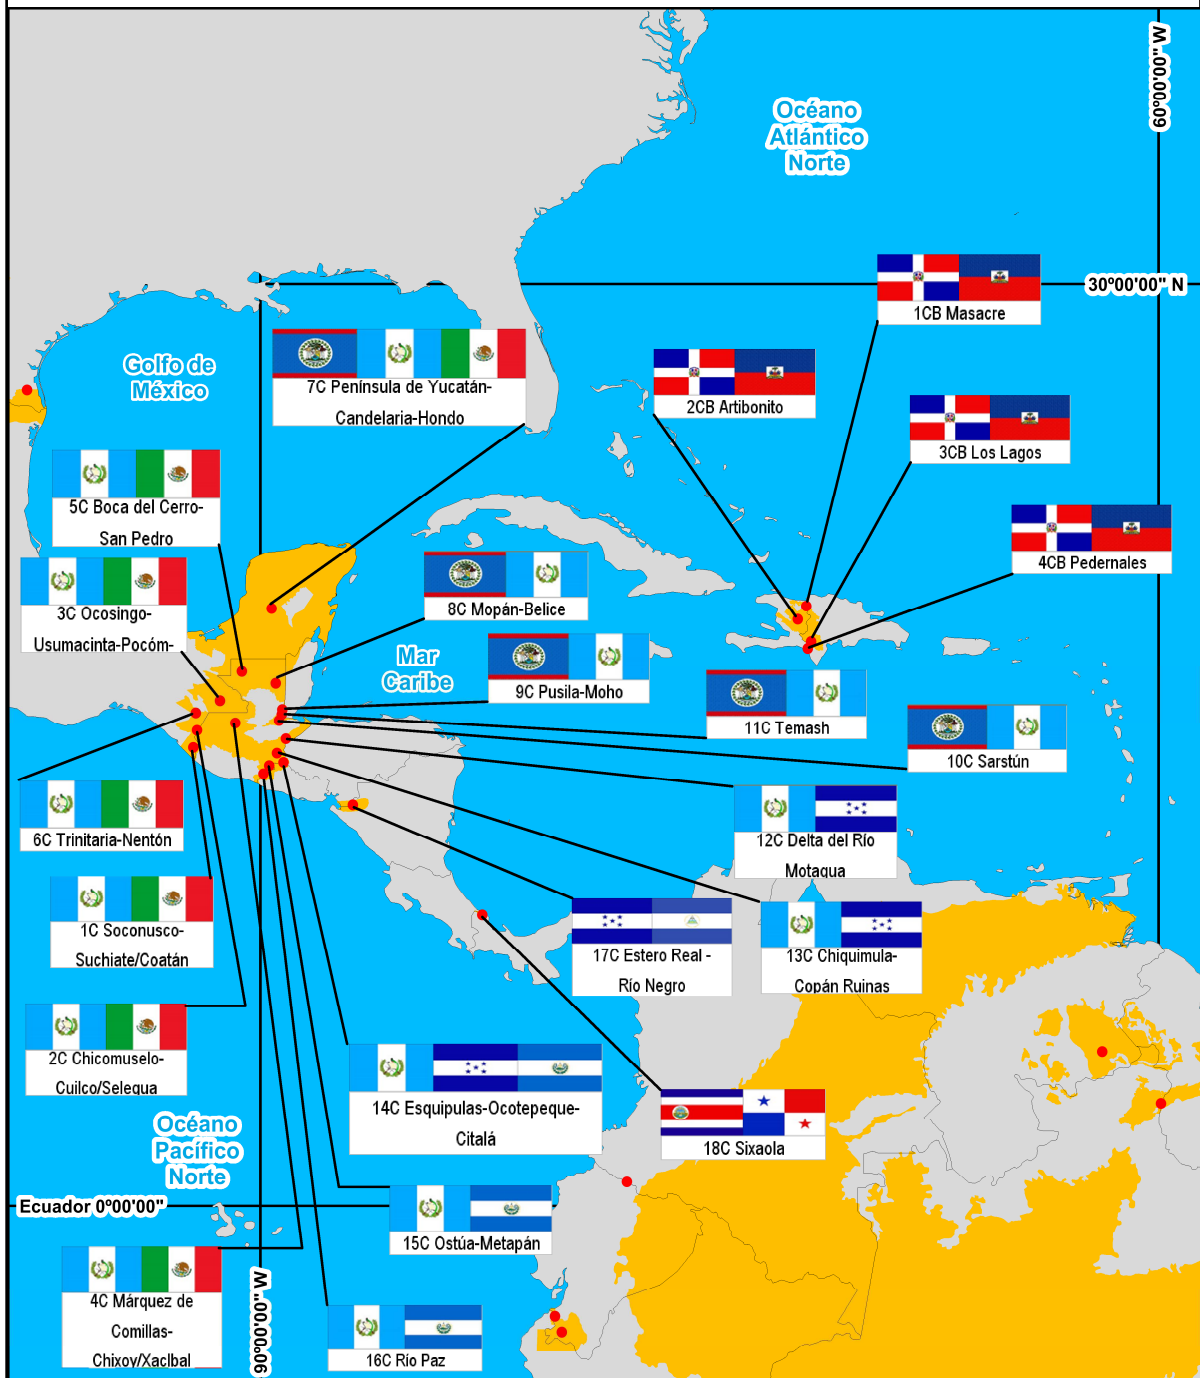 60º00'00" W
Océano
Atlántico
Norte
1CB Masacre
30º00'00" N
Golfo de
México
7C Península de Yucatán-
Candelaria-Hondo
2CB Artibonito
3CB Los Lagos
5C Boca del Cerro-
San Pedro
4CB Pedernales
3C Ocosingo-
Usumacinta-Pocóm-
8C Mopán-Belice
Mar
Caribe
9C Pusila-Moho
11C Temash
10C Sarstún
6C Trinitaria-Nentón
12C Delta del Río
Motagua
1C Soconusco-
Suchiate/Coatán
17C Estero Real -
Río Negro
13C Chiquimula-
Copán Ruinas
2C Chicomuselo-
Cuilco/Selegua
14C Esquipulas-Ocotepeque-
Citalá
18C Sixaola
Océano
Pacífico
Norte
Ecuador 0º00'00"
15C Ostúa-Metapán
4C Márquez de
Comillas-
Chixoy/Xaclbal
90º00'00" W
16C Río Paz